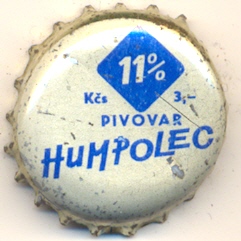 11%
Kčs 3,-
PIVOVAR
HUMPOLEC